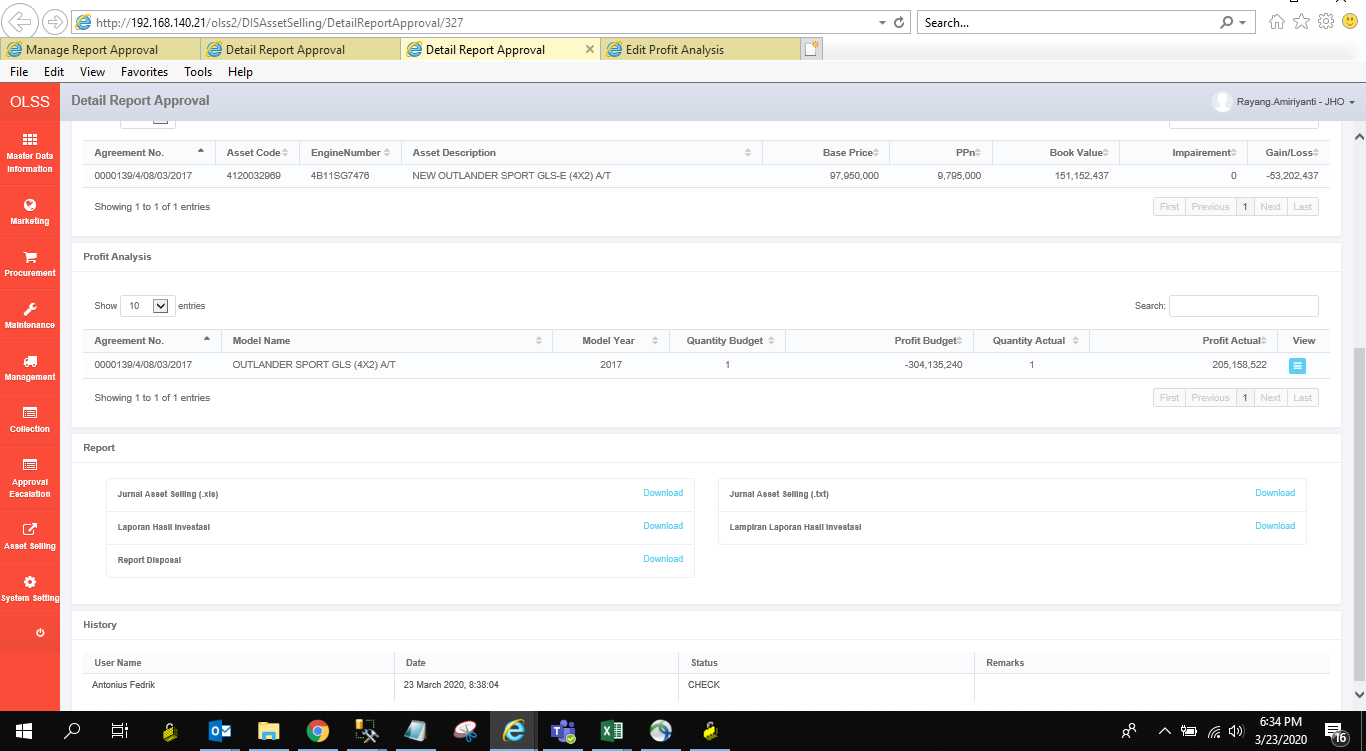 http://192.168.140.21/olss2/DISAssetSelling/DetailReportApproval/327
Search...
Manage Report Approval
Detail Report Approval
Detail Report Approval
Edit Profit Analysis
File Edit View Favorites Tools Help
OLSS
Detail Report Approval
Rayang.Amiriyanti - JHO
Master Data Information
Marketing
Procurement
Maintenance
Management
Collection
Approval Escalation
Asset Selling
System Setting
Agreement No. Asset Code EngineNumber Asset Description Base Price PPn Book Value Impairement Gain/Loss
0000139/4/08/03/2017 4120032969 4B11SG7476 NEW OUTLANDER SPORT GLS-E (4X2) A/T 97,950,000 9,795,000 151,152,437 0 -53,202,437
Showing 1 to 1 of 1 entries
First Previous 1 Next Last
Profit Analysis
Show 10 entries
Search:
Agreement No. Model Name Model Year Quantity Budget Profit Budget Quantity Actual Profit Actual View
0000139/4/08/03/2017 OUTLANDER SPORT GLS (4X2) A/T 2017 1 -304,135,240 1 205,158,522
Showing 1 to 1 of 1 entries
First Previous 1 Next Last
Report
Jurnal Asset Selling (.xls) Download
Jurnal Asset Selling (.txt) Download
Laporan Hasil Investasi Download
Lampiran Laporan Hasil Investasi Download
Report Disposal Download
History
User Name Date Status Remarks
Antonius Fedrik 23 March 2020, 8:38:04 CHECK
6:34 PM
3/23/2020
16